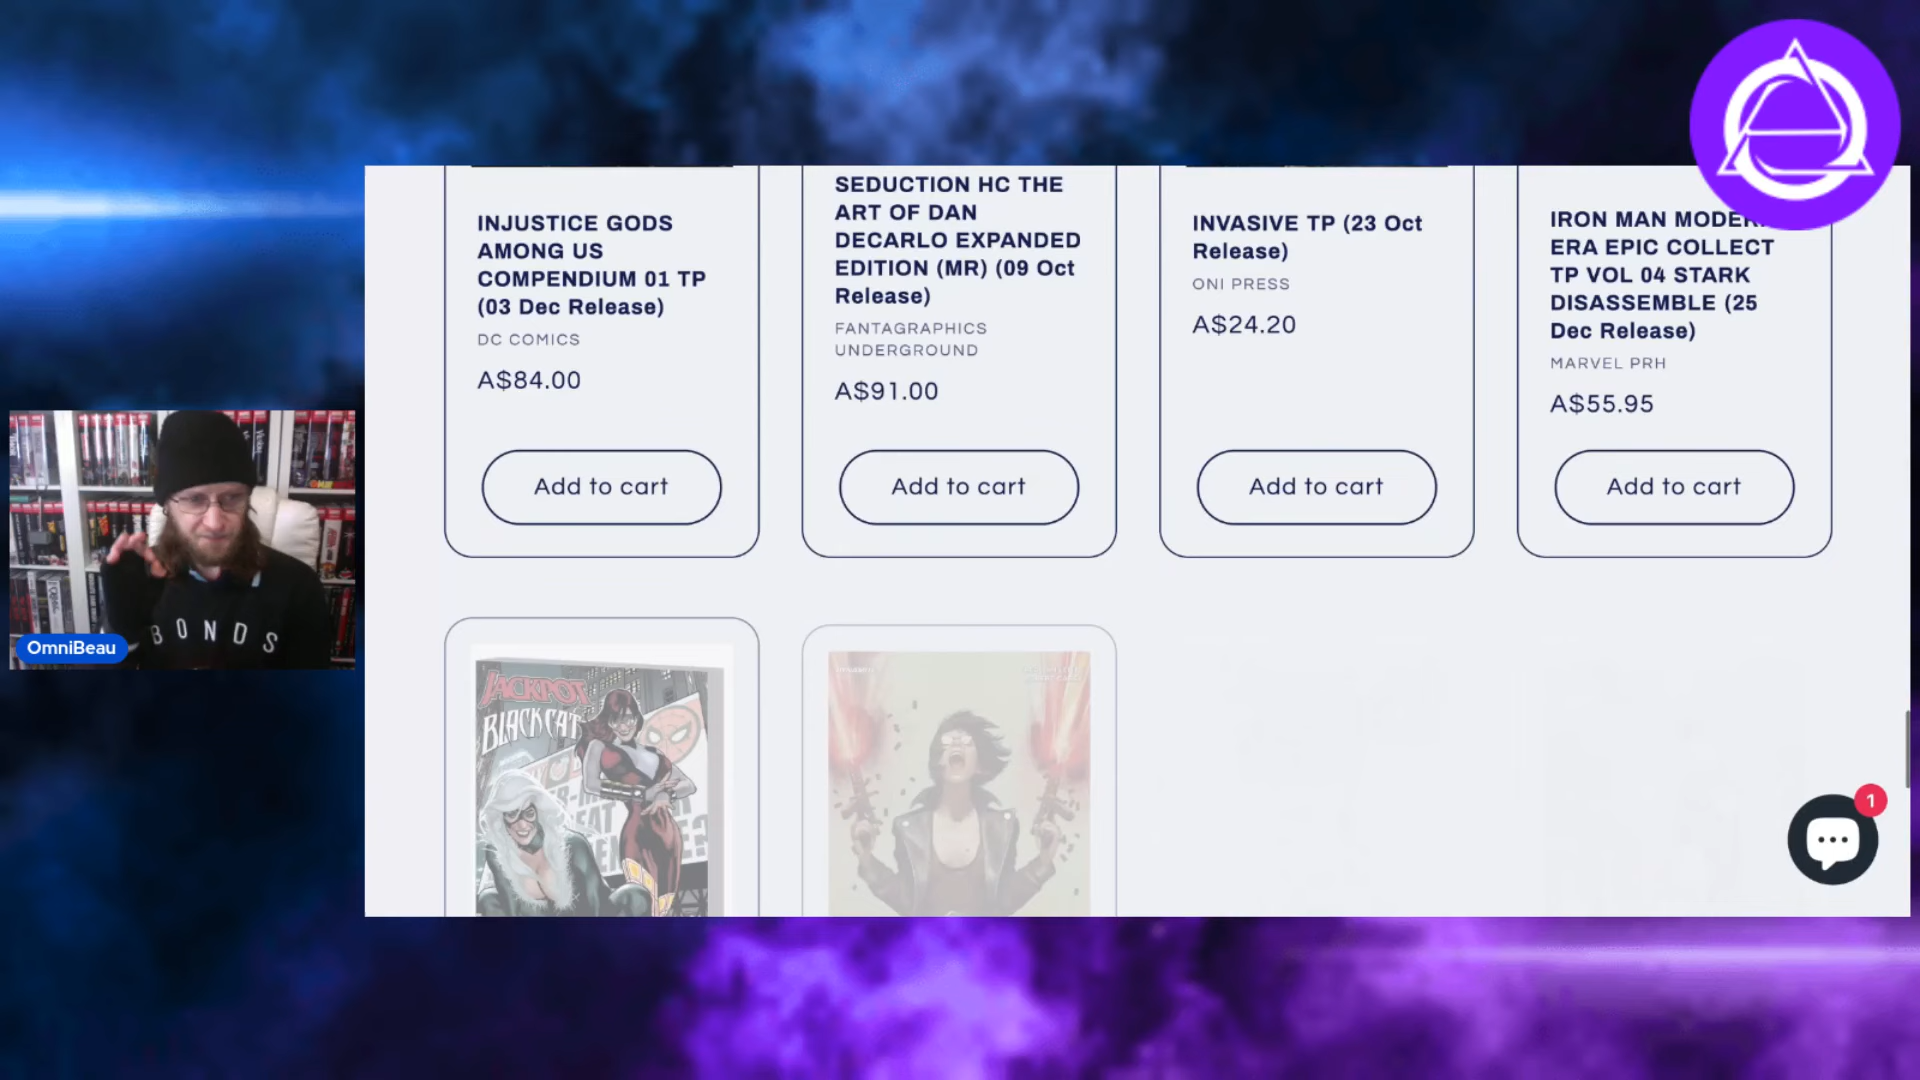 INJUSTICE GODS
AMONG US
COMPENDIUM 01 TP
(03 Dec Release)
DC COMICS
A$84.00
Add to cart
SEDUCTION HC THE
ART OF DAN
DECARLO EXPANDED
EDITION (MR) (09 Oct
Release)
FANTAGRAPHICS
UNDERGROUND
A$91.00
Add to cart
INVASIVE TP (23 Oct
Release)
ONI PRESS
A$24.20
Add to cart
IRON MAN
ERA EPIC COLLECT
TP VOL 04 STARK
DISASSEMBLE (25
Dec Release)
MARVEL PRH
A$55.95
Add to cart
BONDS
OmniBeau
JACKPOT
BLACK CAT
1